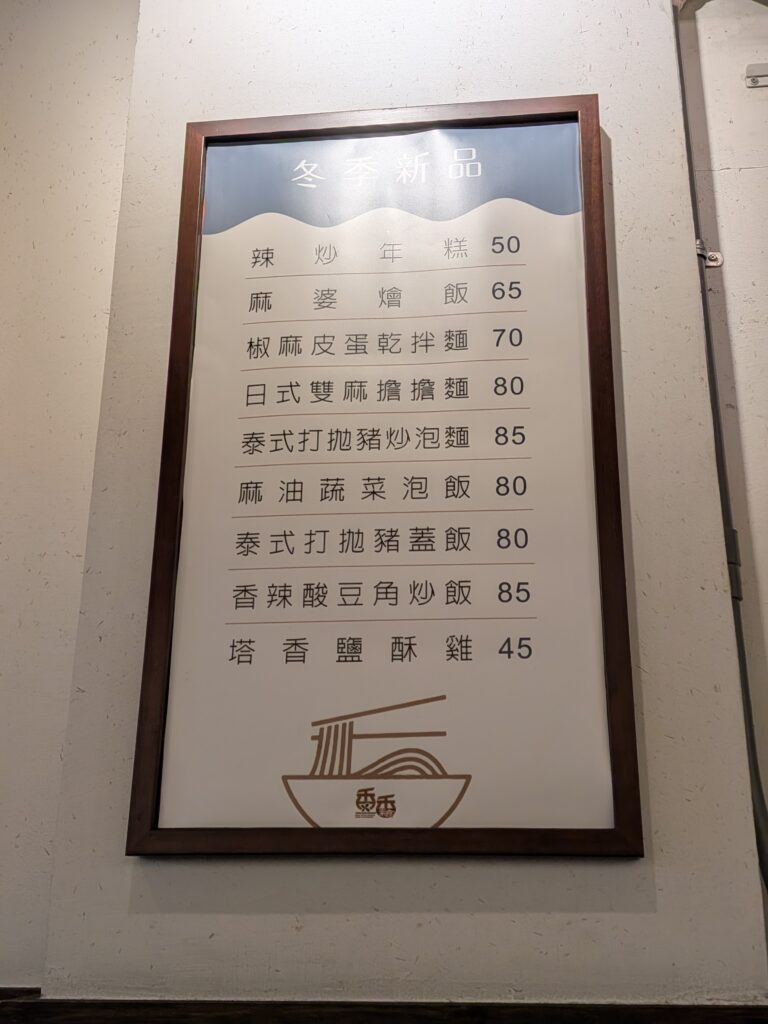 冬季新品
辣炒年糕 50
麻婆燴飯 65
椒麻皮蛋乾拌麵 70
日式雙麻擔擔麵 80
泰式打拋豬炒泡麵 85
麻油蔬菜泡飯 80
泰式打拋豬蓋飯 80
香辣酸豆角炒飯 85
塔香鹽酥雞 45